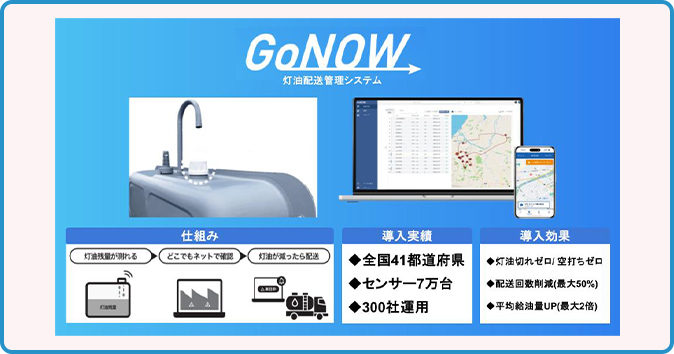 GoNOW
灯油配送管理システム
仕組み
灯油残量が測れる
どこでもネットで確認
灯油が減ったら配送
灯油残量
導入実績
◆全国41都道府県
◆センサー7万台
◆300社運用
導入効果
◆灯油切れゼロ/ 空打ちゼロ
◆配送回数削減(最大50%)
◆平均給油量UP(最大2倍)